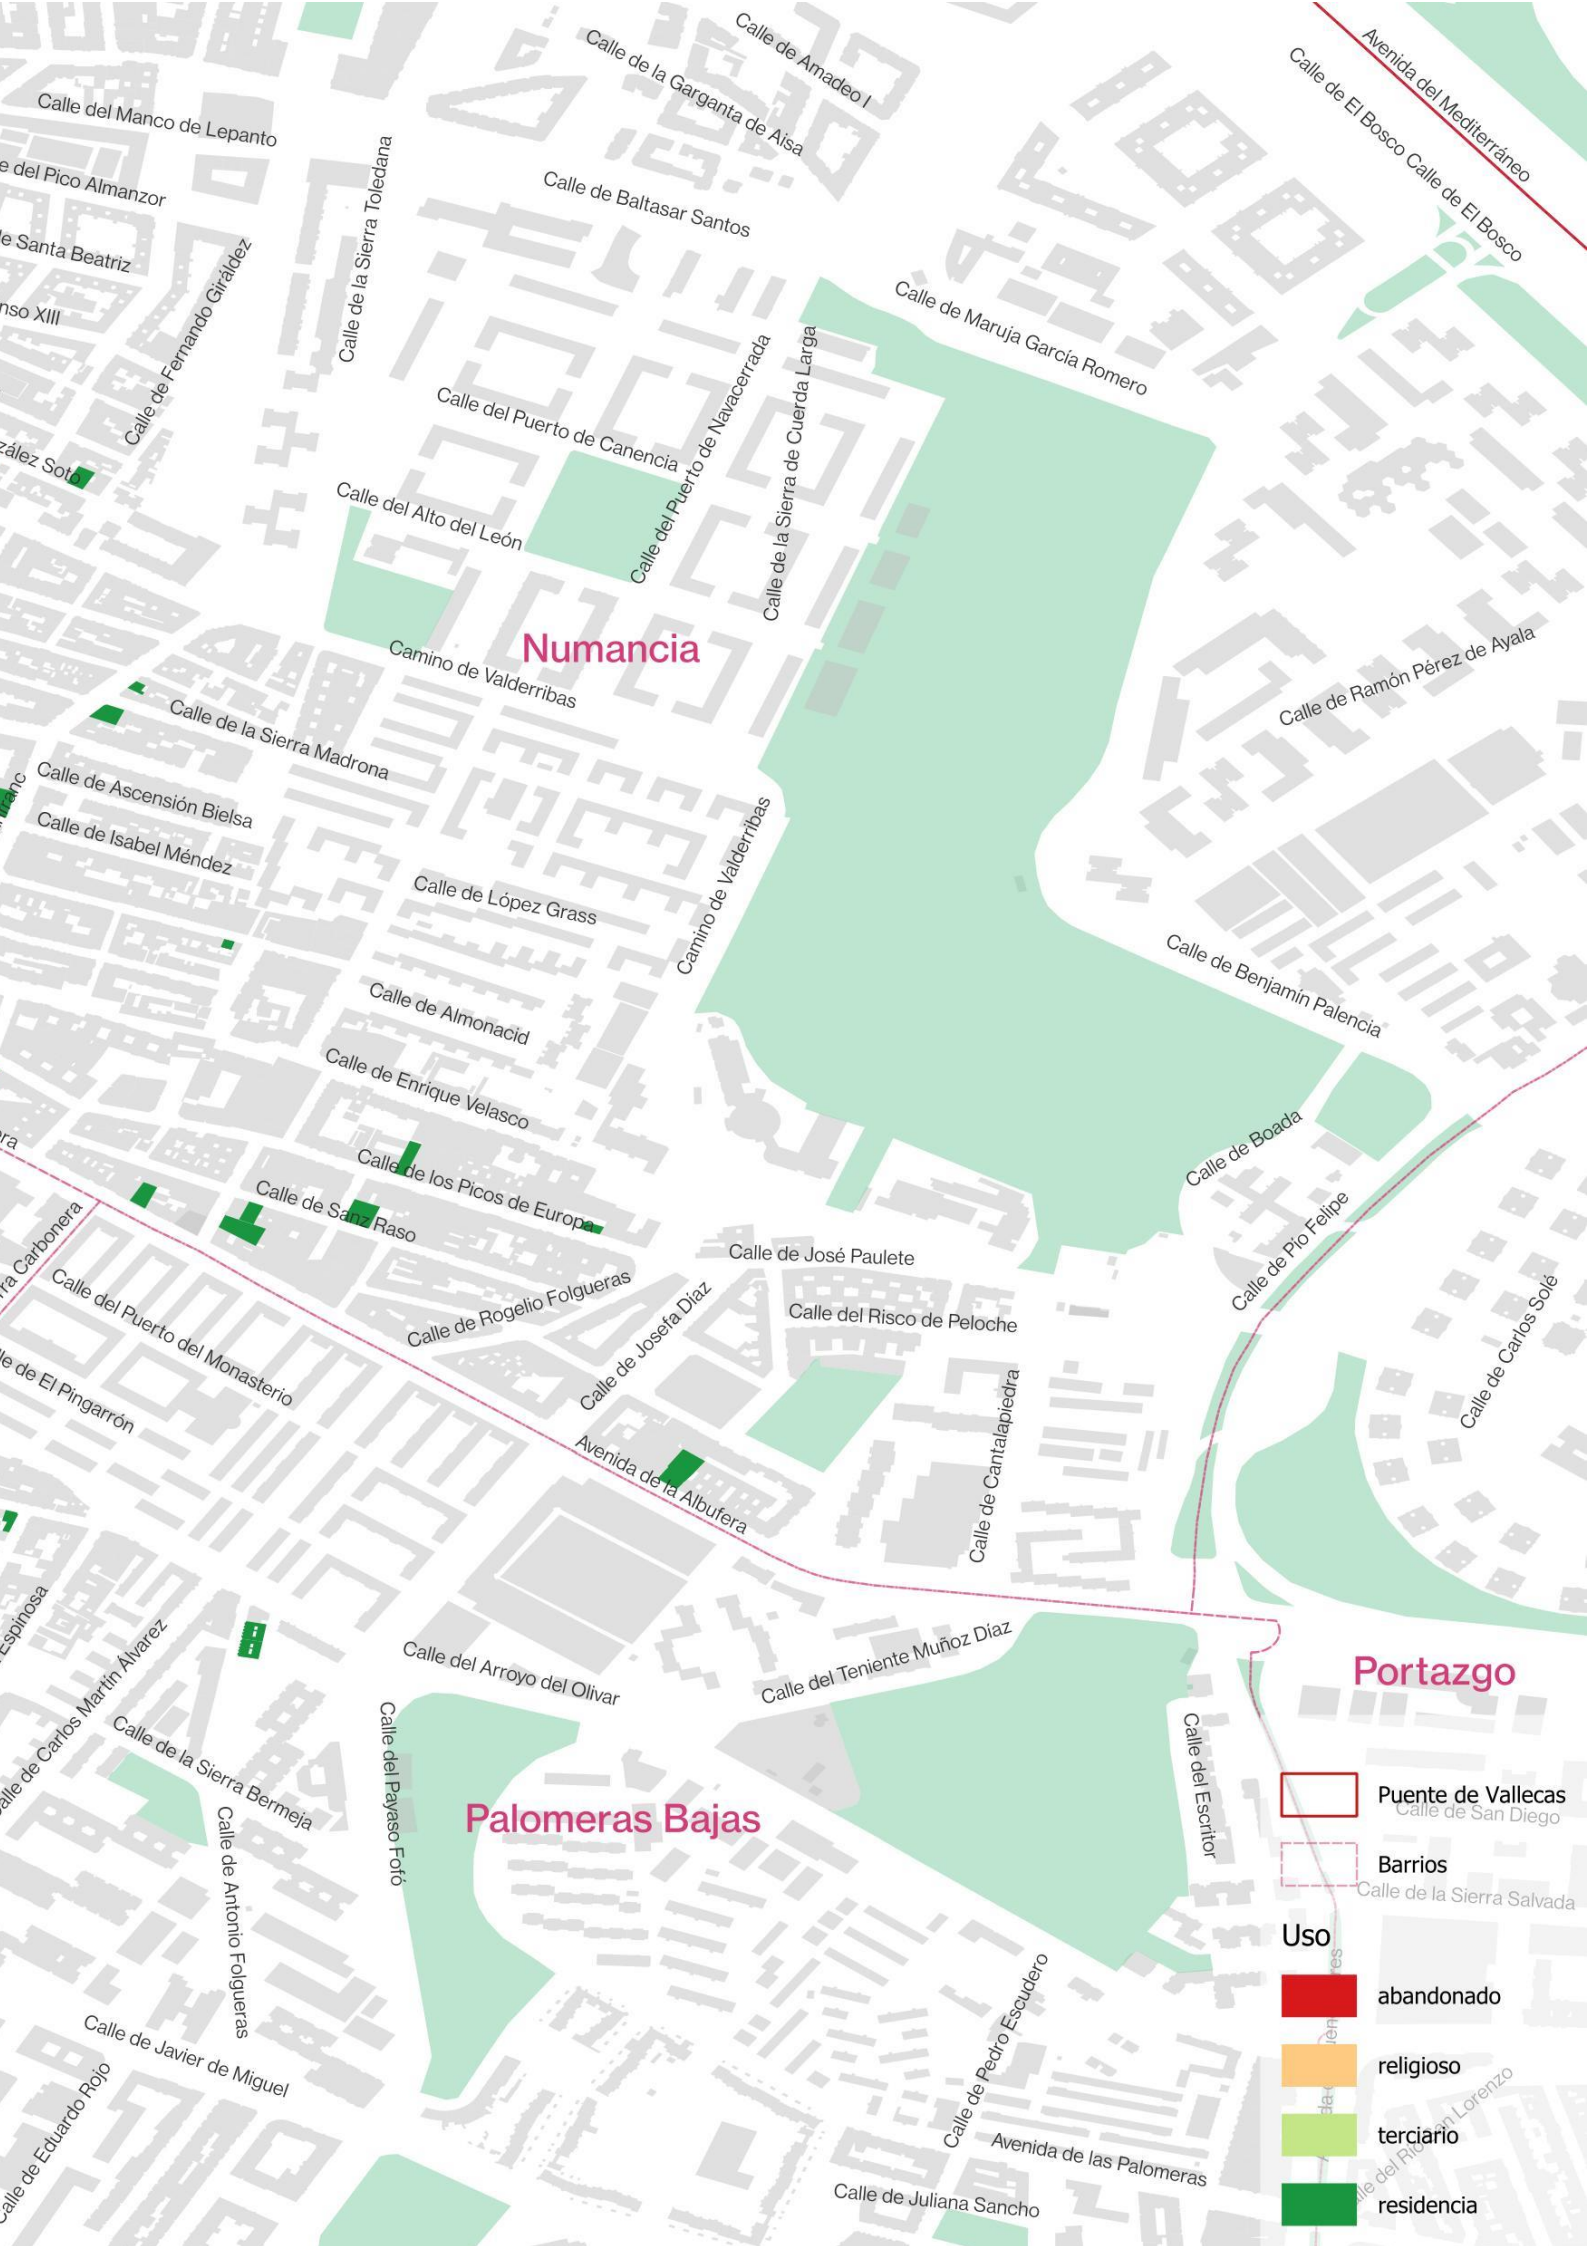 Calle de Amadeo I
Calle de la Garganta de Aisa
Avenida del Mediterráneo
Calle de El Bosco Calle de El Bosco
Calle del Manco de Lepanto
e del Pico Almanzor
Calle de la Sierra Toledana
Calle de Baltasar Santos
le Santa Beatriz
nso XIII
Calle de Fernando Giráldez
Calle de Maruja García Romero
Calle del Puerto de Canencia
Calle del Puerto de Navacerrada
Calle de la Sierra de Cuerda Larga
zález Soto
Calle del Alto del León
Numancia
Camino de Valderribas
Calle de Ramón Pérez de Ayala
Calle de la Sierra Madrona
Calle de Ascensión Bielsa
Calle de Isabel Méndez
Calle de López Grass
Camino de Valderribas
Calle de Benjamín Palencia
Calle de Almonacid
Calle de Enrique Velasco
Calle de Boada
Calle de los Picos de Europa
Calle de Sanz Raso
Calle de Pío Felipe
ra Carbonera
Calle de José Paulete
Calle del Puerto del Monasterio
Calle de Rogelio Folgueras
Calle de Josefa Díaz
Calle del Risco de Peloche
Calle de Carlos Solé
le de El Pingarrón
Calle de Cantalapiedra
Avenida de la Albufera
Espinosa
Calle de Carlos Martín Álvarez
Calle del Arroyo del Olivar
Calle del Teniente Muñoz Díaz
Portazgo
Calle de la Sierra Bermeja
Calle del Payaso Fofó
Calle del Escritor
Palomeras Bajas
Puente de Vallecas
Calle de San Diego
Barrios
Calle de la Sierra Salvada
Calle de Antonio Folgueras
Uso
abandonado
Calle de Javier de Miguel
Calle de Pedro Escudero
religioso
Calle de Eduardo Rojo
Avenida de las Palomeras
terciario
Calle de Juliana Sancho
residencia